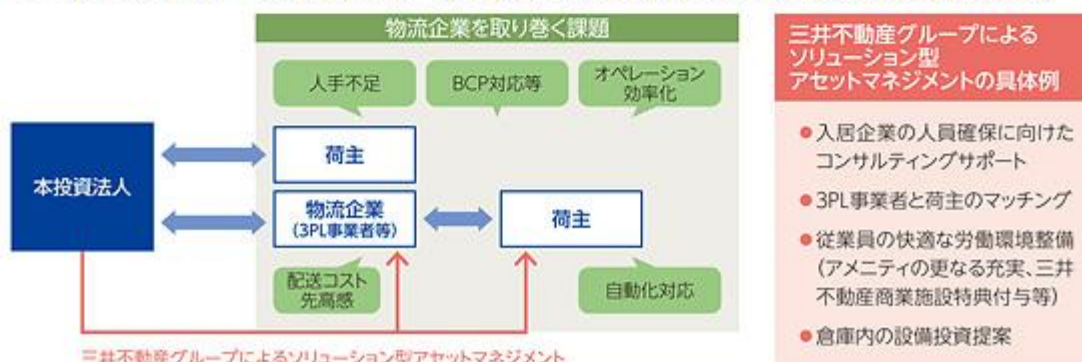 物流企業を取り巻く課題
人手不足
BCP対応等
オペレーション
効率化
本投資法人
荷主
物流企業
(3PL事業者等)
荷主
配送コスト
先高感
自動化対応
三井不動産グループによるソリューション型アセットマネジメント
三井不動産グループによる
ソリューション型
アセットマネジメントの具体例
●入居企業の人員確保に向けた
コンサルティングサポート
●3PL事業者と荷主のマッチング
●従業員の快適な労働環境整備
(アメニティの更なる充実、三井
不動産商業施設特典付与等)
●倉庫内の設備投資提案